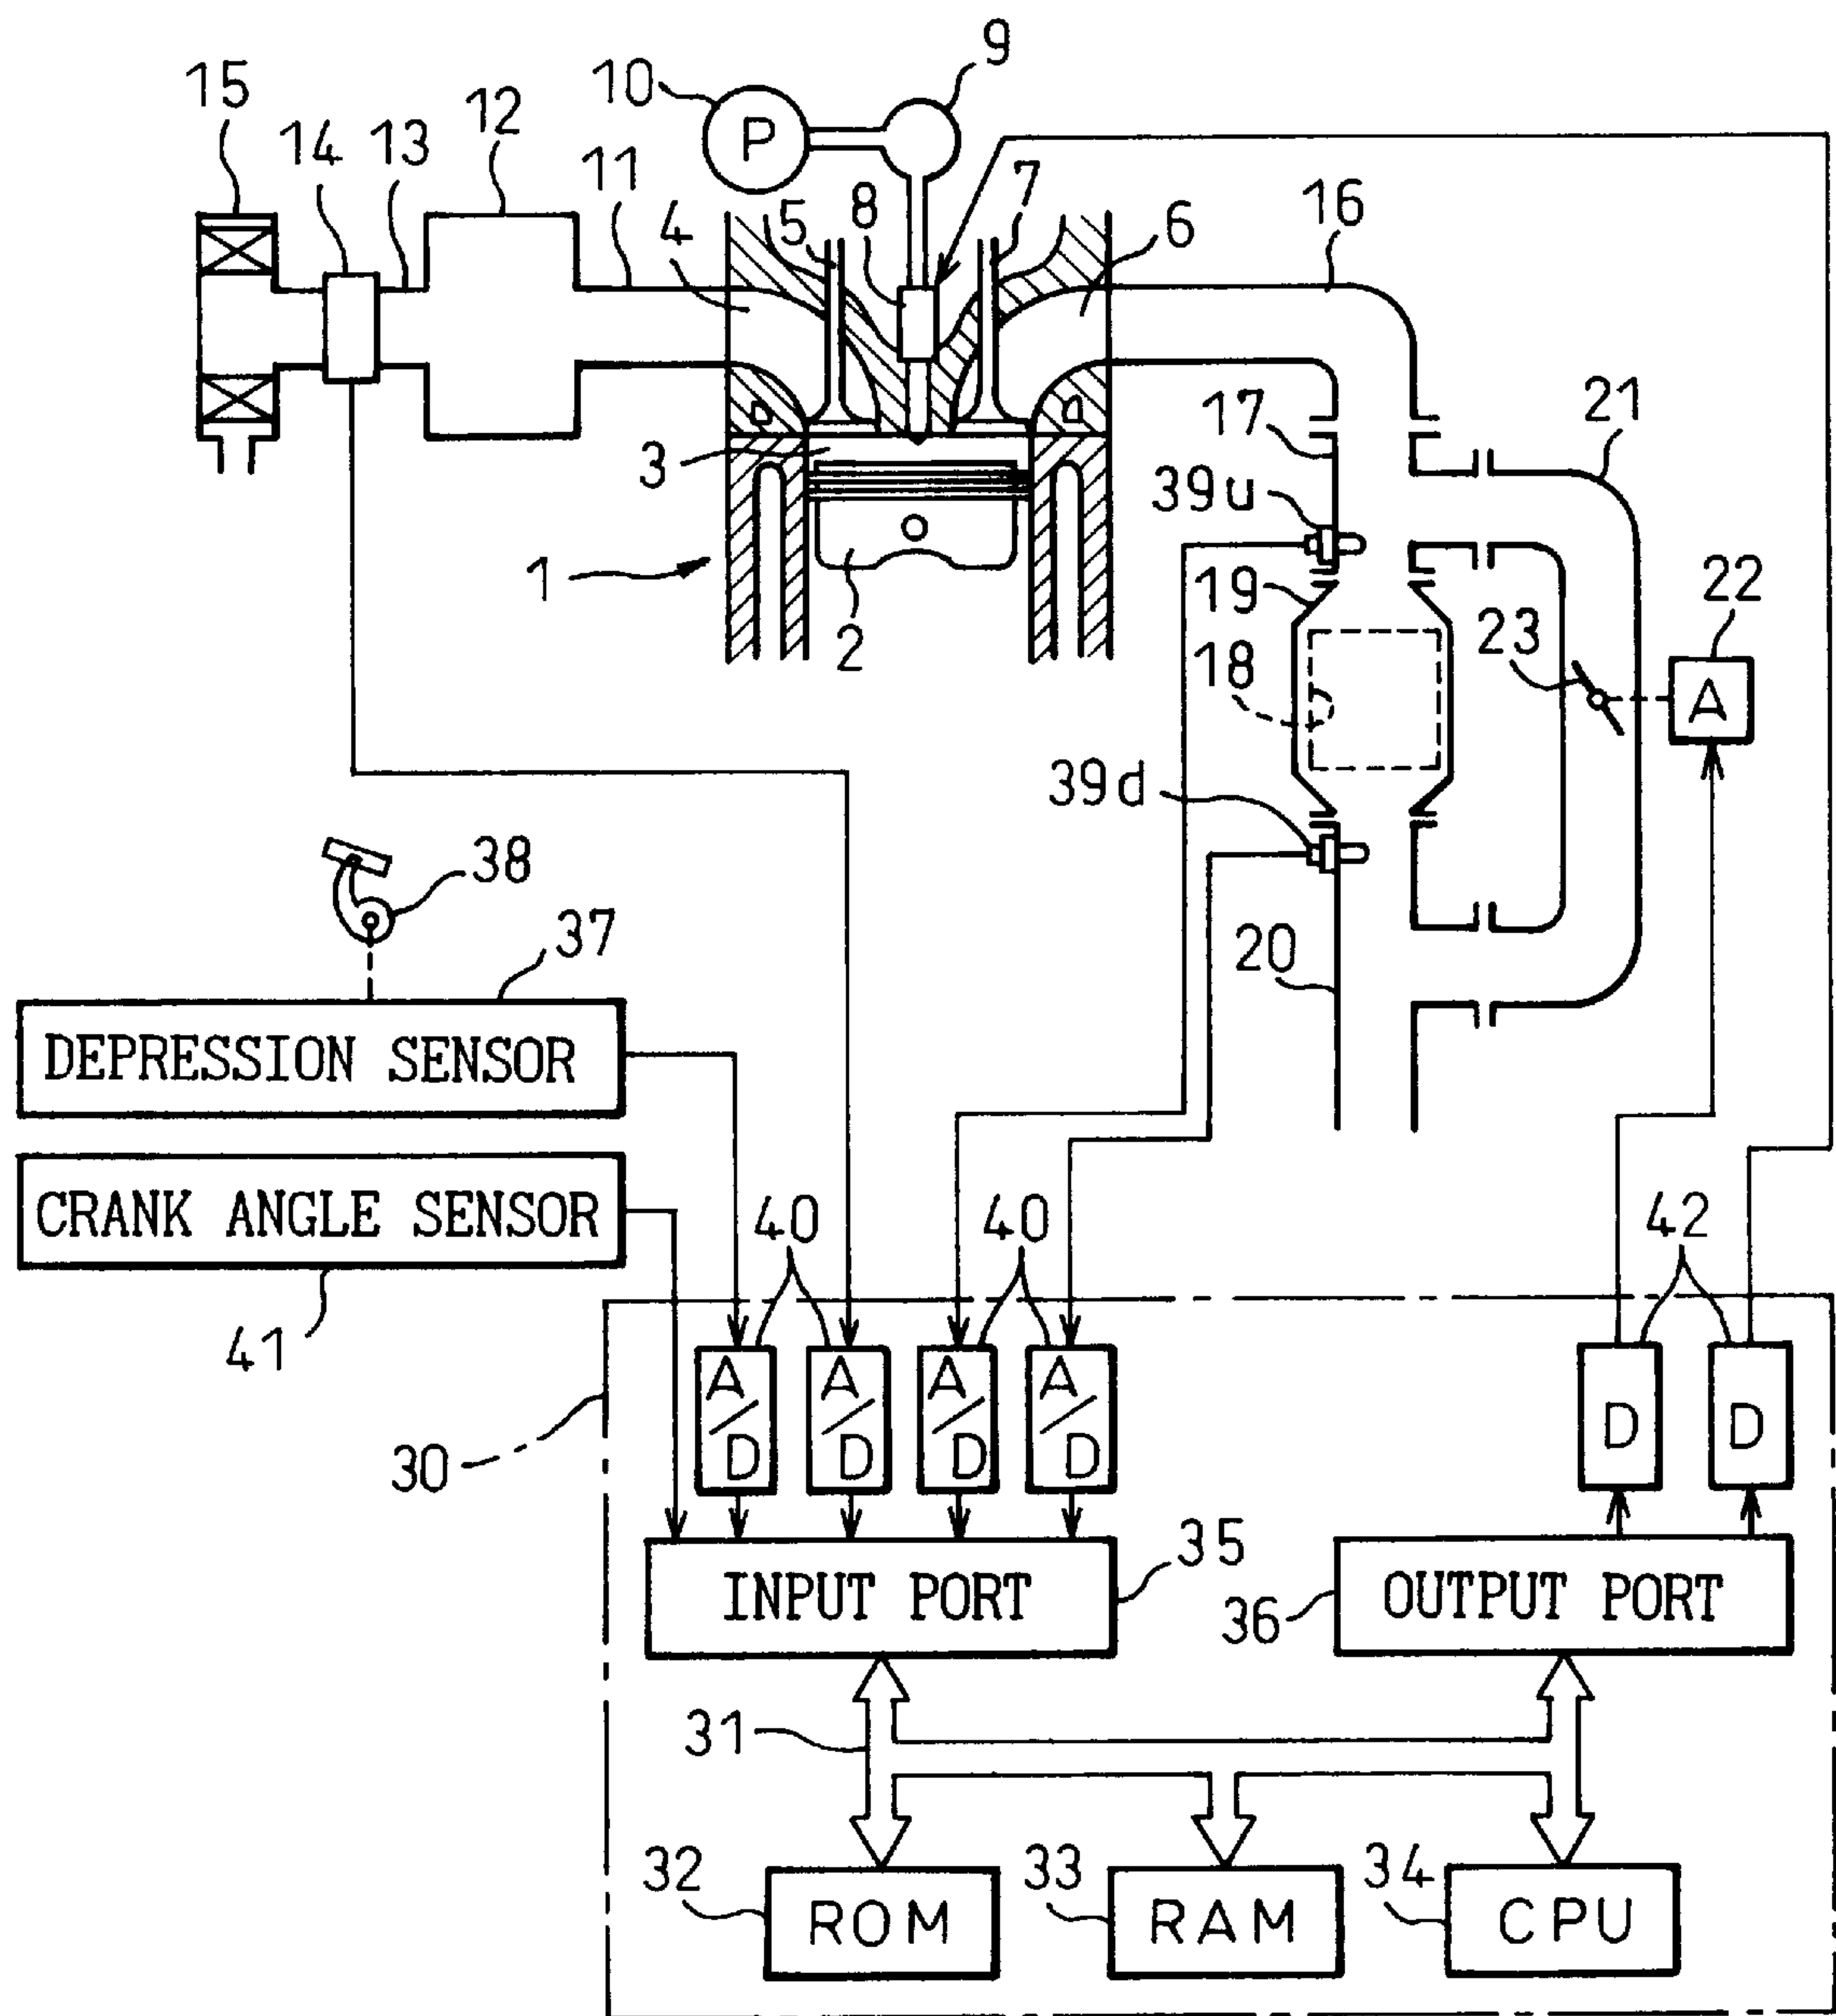 9
10
15
12
P
14
13
11
7
8
5
16
4
6
21
17
3
39u
1
19
22
23
2
18
A
39d
38
37
20
DEPRESSION SENSOR
CRANK ANGLE SENSOR
40
40
42
41
A/D
A/D
A/D
A/D
D
D
30
35
INPUT PORT
OUTPUT PORT
36
31
32
33
34
ROM
RAM
CPU